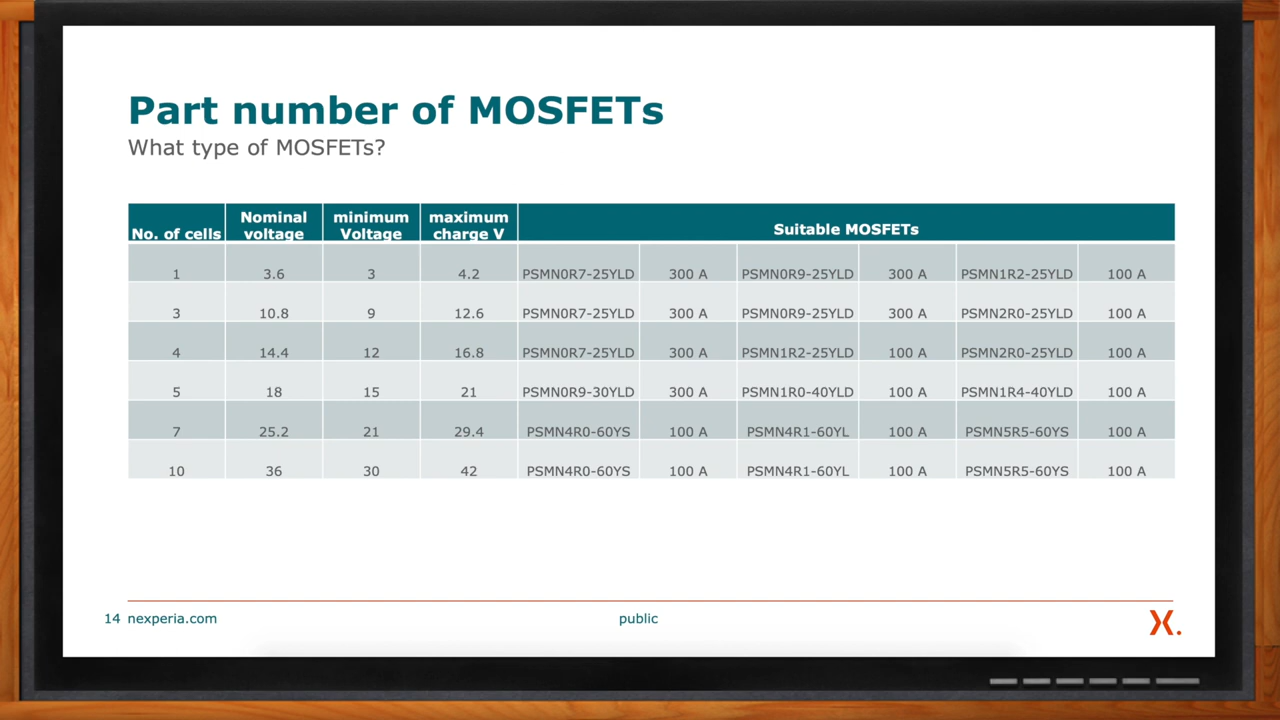 Part number of MOSFETs
What type of MOSFETs?
No. of cells Nominal voltage minimum Voltage maximum charge V Suitable MOSFETs
1 3.6 3 4.2 PSMN0R7-25YLD 300 A PSMN0R9-25YLD 300 A PSMN1R2-25YLD 100 A
3 10.8 9 12.6 PSMN0R7-25YLD 300 A PSMN0R9-25YLD 300 A PSMN2R0-25YLD 100 A
4 14.4 12 16.8 PSMN0R7-25YLD 300 A PSMN1R2-25YLD 100 A PSMN2R0-25YLD 100 A
5 18 15 21 PSMN0R9-30YLD 300 A PSMN1R0-40YLD 100 A PSMN1R4-40YLD 100 A
7 25.2 21 29.4 PSMN4R0-60YS 100 A PSMN4R1-60YL 100 A PSMN5R5-60YS 100 A
10 36 30 42 PSMN4R0-60YS 100 A PSMN4R1-60YL 100 A PSMN5R5-60YS 100 A
14 nexperia.com public